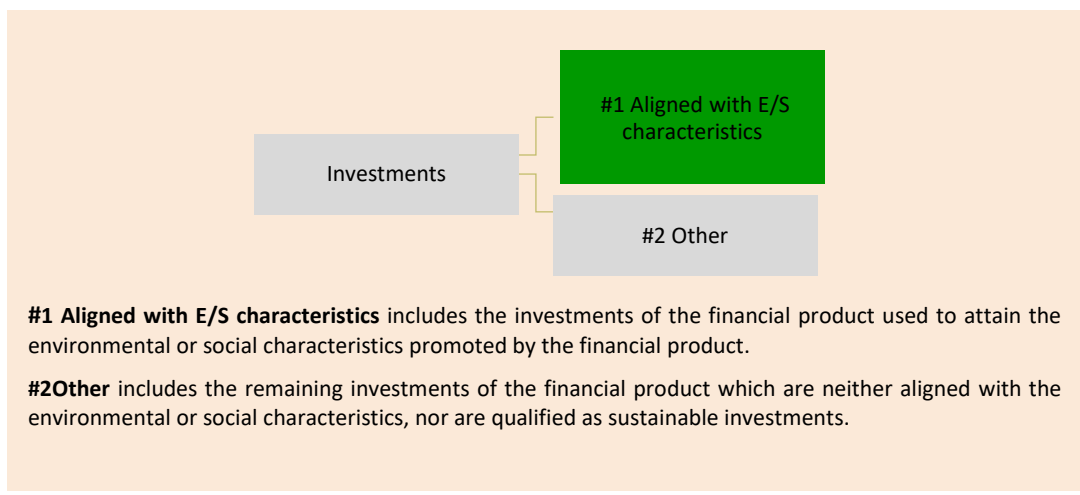 #1 Aligned with E/S
characteristics
Investments
#2 Other
#1 Aligned with E/S characteristics includes the investments of the financial product used to attain the
environmental or social characteristics promoted by the financial product.
#2Other includes the remaining investments of the financial product which are neither aligned with the
environmental or social characteristics, nor are qualified as sustainable investments.